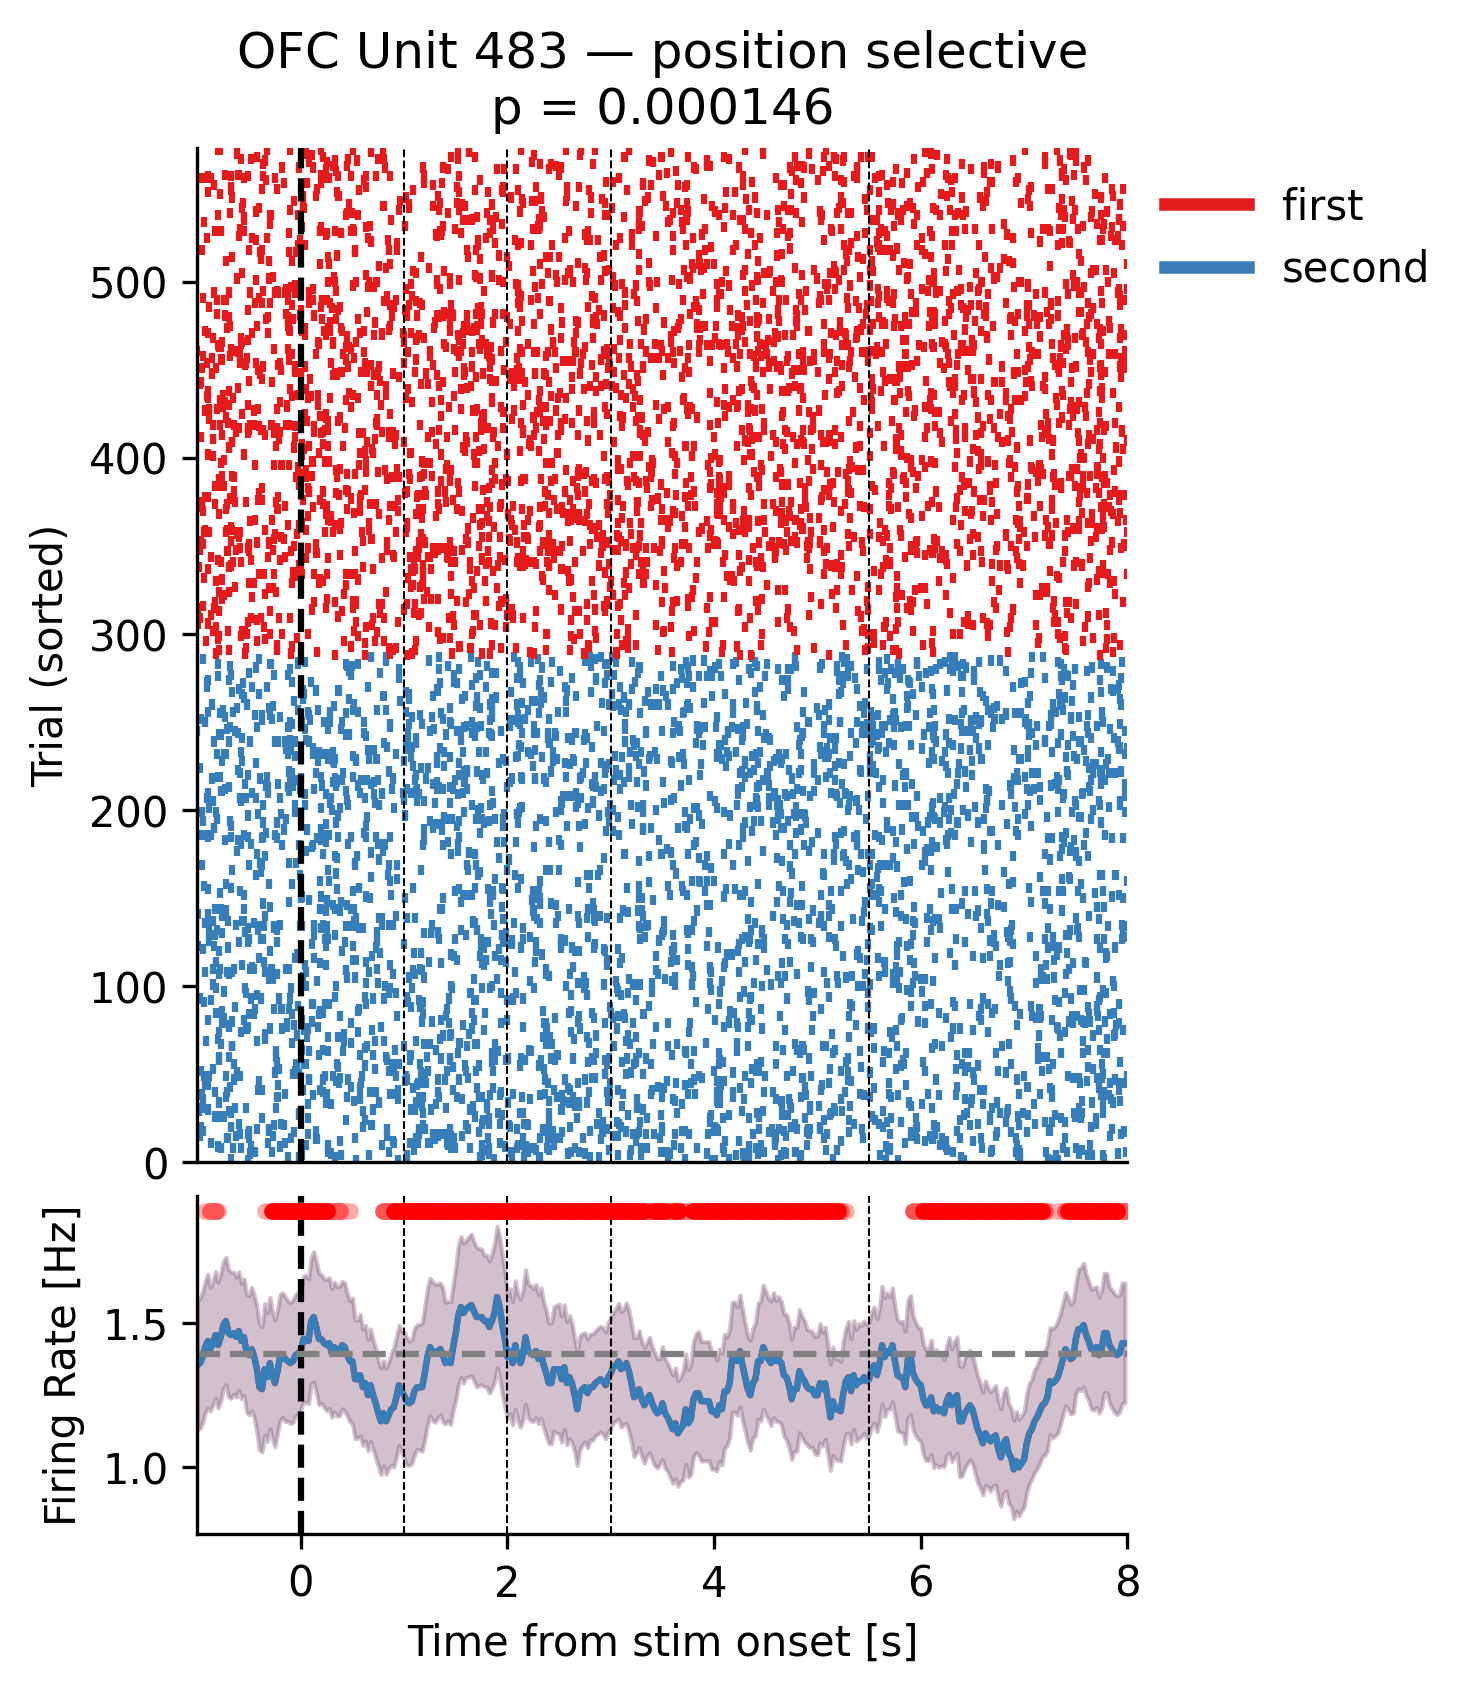 OFC Unit 483 — position selective
p = 0.000146
first
second
Trial (sorted)
500
400
300
200
100
0
Firing Rate [Hz]
1.5
1.0
0 2 4 6 8
Time from stim onset [s]